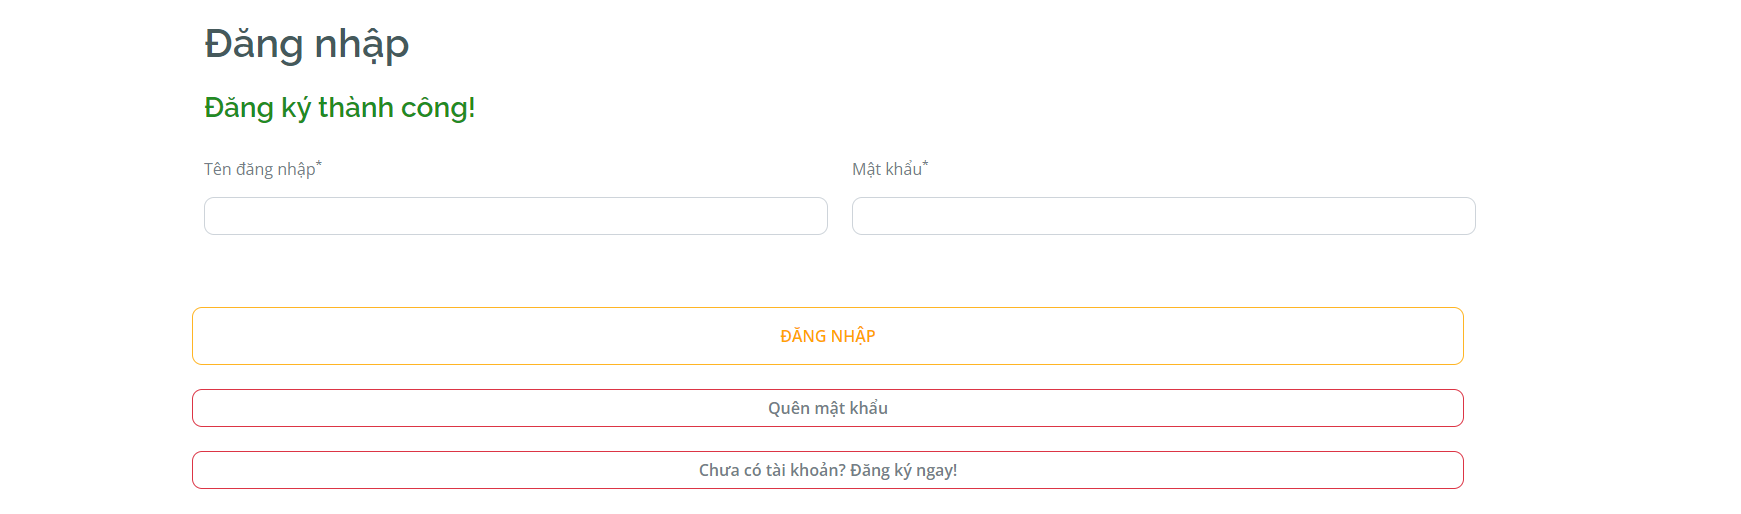 Đăng nhập
Đăng ký thành công!
Tên đăng nhập*
Mật khẩu*
ĐĂNG NHẬP
Quên mật khẩu
Chưa có tài khoản? Đăng ký ngay!